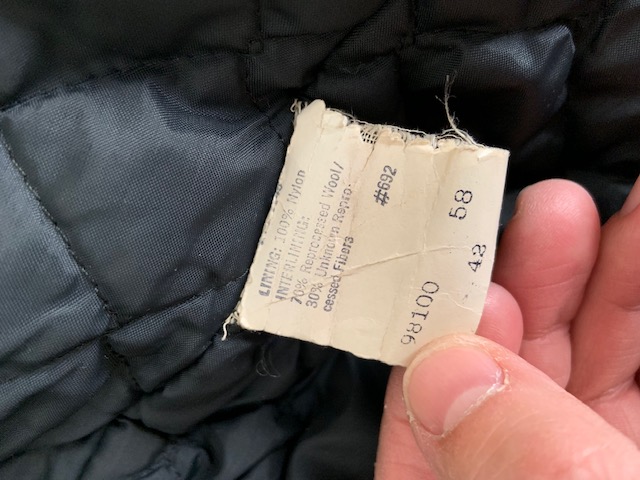 LINING: 100% Nylon
INTERLINING:
70% Reprocessed Wool/
30% Unknown Repro-
cessed Fibers
#692
98100
42
58